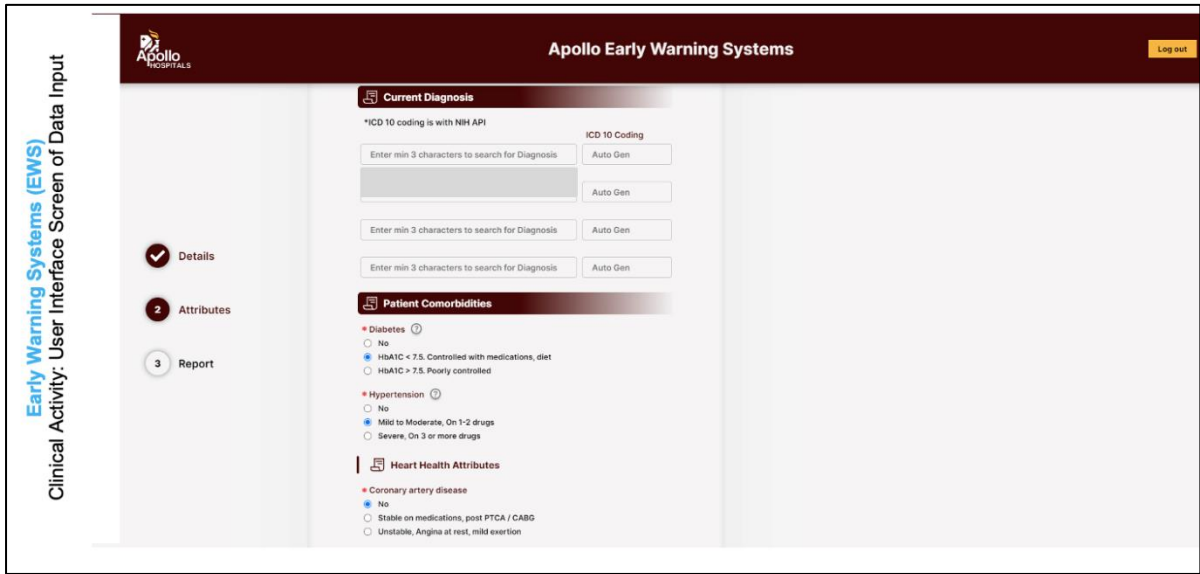 Early Warning Systems (EWS)
Clinical Activity: User Interface Screen of Data Input
Apollo
HOSPITALS
Apollo Early Warning Systems
Log out
Details
2 Attributes
3 Report
Current Diagnosis
*ICD 10 coding is with NIH API
ICD 10 Coding
Enter min 3 characters to search for Diagnosis Auto Gen
Auto Gen
Enter min 3 characters to search for Diagnosis Auto Gen
Enter min 3 characters to search for Diagnosis Auto Gen
Patient Comorbidities
* Diabetes ?
No
HbA1C < 7.5. Controlled with medications, diet
HbA1C > 7.5. Poorly controlled
* Hypertension ?
No
Mild to Moderate, On 1-2 drugs
Severe, On 3 or more drugs
Heart Health Attributes
* Coronary artery disease
No
Stable on medications, post PTCA / CABG
Unstable, Angina at rest, mild exertion